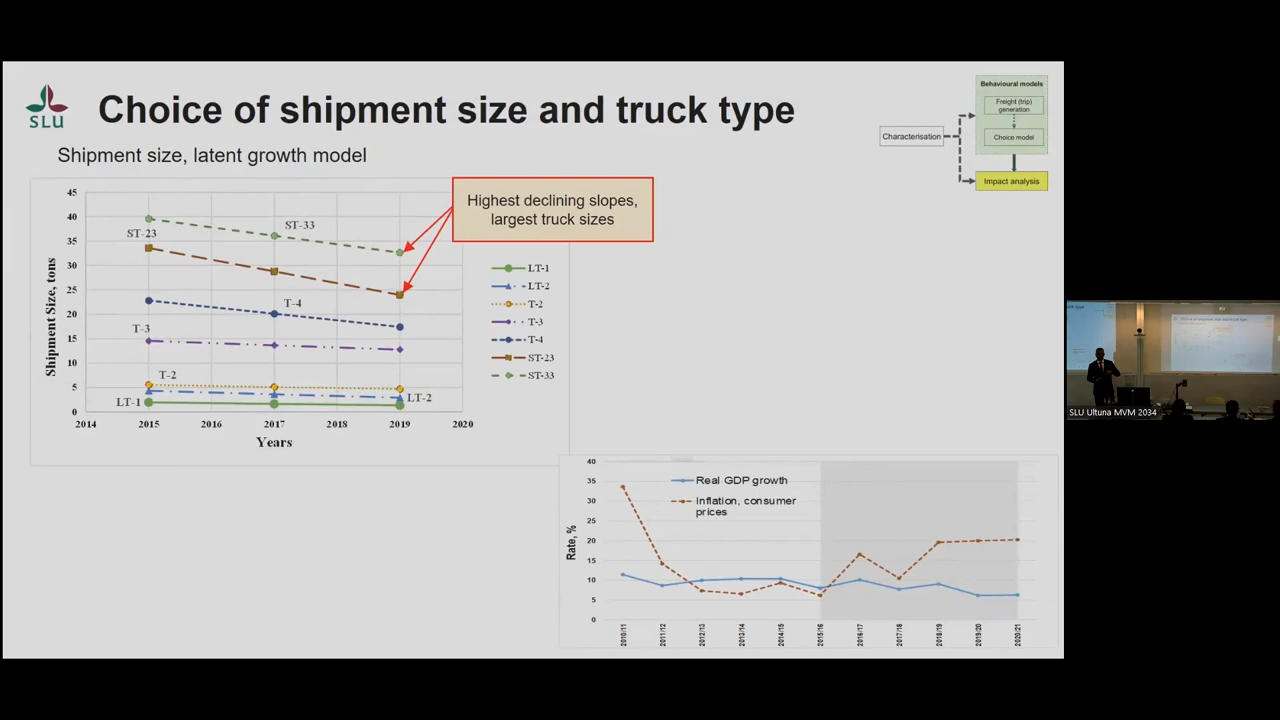 SLU
Choice of shipment size and truck type
Shipment size, latent growth model
Behavioural models
Freight (trip)
generation
Choice model
Characterisation
Impact analysis
Highest declining slopes,
largest truck sizes
45
40
35
30
25
20
15
10
5
0
Shipment Size, tons
ST-23
ST-33
T-4
T-3
T-2
LT-1
LT-2
2014
2015
2016
2017
2018
2019
2020
Years
LT-1
LT-2
T-2
T-3
T-4
ST-23
ST-33
40
35
30
25
20
15
10
5
0
Rate, %
Real GDP growth
Inflation, consumer
prices
2010/11
2011/12
2012/13
2013/14
2014/15
2015/16
2016/17
2017/18
2018/19
2019/20
2020/21
SLU Ultuna MVM 2034